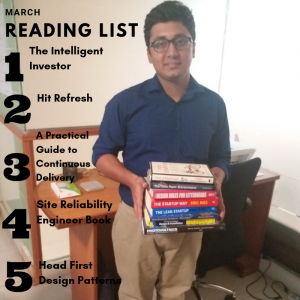 MARCH
READING LIST
1
The Intelligent
Investor
2
Hit Refresh
3
A Practical
Guide to
Continuous
Delivery
4
Site Reliability
Engineer Book
5
Head First
Design Patterns
THE STARTUP WAY
THE LEAN STARTUP